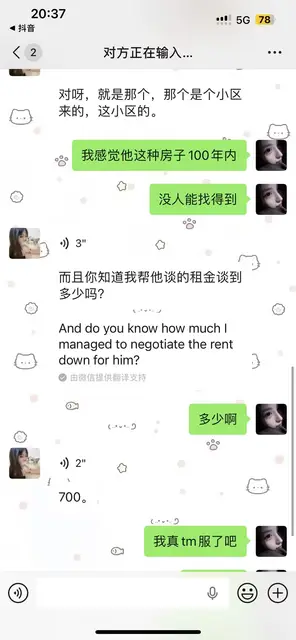 20:37
5G
78
◀ 抖音
2
对方正在输入...
对呀，就是那个，那个是个小区
来的，这小区的。
我感觉他这种房子100年内
没人能找得到
3"
而且你知道我帮他谈的租金谈到
多少吗？
And do you know how much I
managed to negotiate the rent
down for him?
由微信提供翻译支持
多少啊
2"
700。
我真tm服了吧